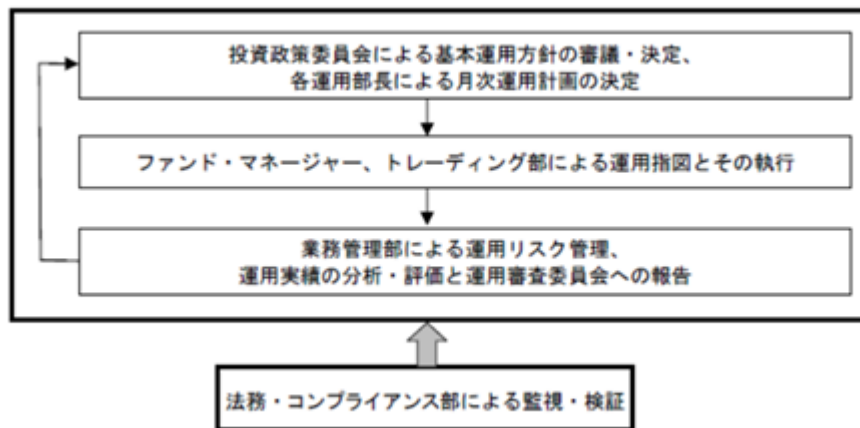 投資政策委員会による基本運用方針の審議・決定、
各運用部長による月次運用計画の決定
ファンド・マネージャー、トレーディング部による運用指図とその執行
業務管理部による運用リスク管理、
運用実績の分析・評価と運用審査委員会への報告
法務・コンプライアンス部による監視・検証